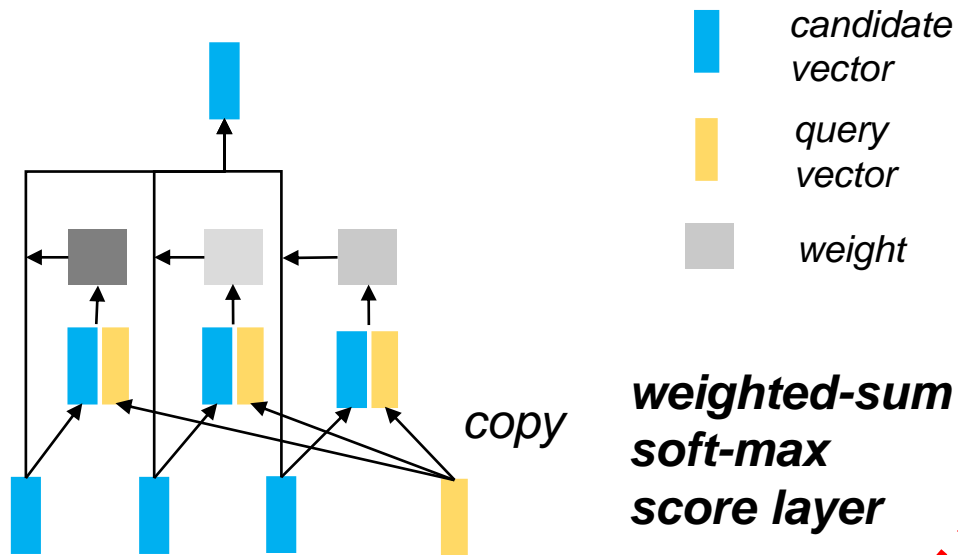 candidate
vector
query
vector
weight
copy
weighted-sum
soft-max
score layer